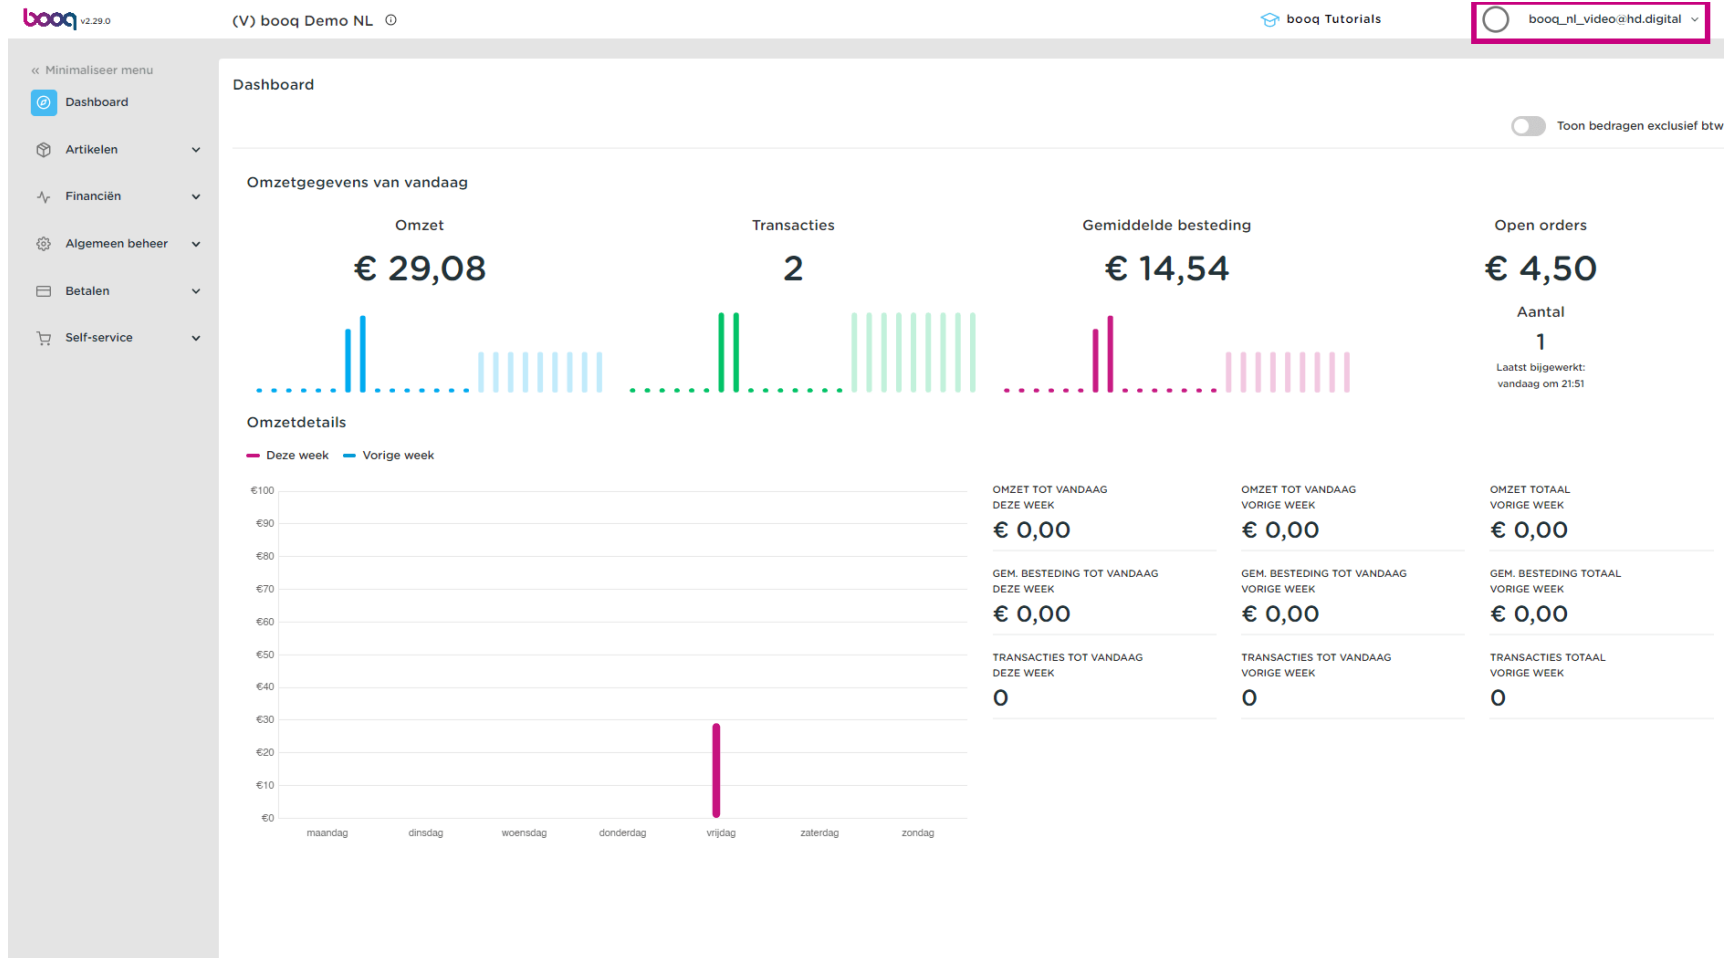 booq v2.29.0
(V) booq Demo NL
booq Tutorials
booq_nl_video@hd.digital
« Minimaliseer menu
Dashboard
Artikelen
Financiën
Algemeen beheer
Betalen
Self-service
Dashboard
Toon bedragen exclusief btw
Omzetgegevens van vandaag
Omzet
€ 29,08
Transacties
2
Gemiddelde besteding
€ 14,54
Open orders
€ 4,50
Aantal
1
Laatst bijgewerkt:
vandaag om 21:51
Omzetdetails
Deze week Vorige week
€100
€90
€80
€70
€60
€50
€40
€30
€20
€10
€0
maandag dinsdag woensdag donderdag vrijdag zaterdag zondag
OMZET TOT VANDAAG
DEZE WEEK
€ 0,00
OMZET TOT VANDAAG
VORIGE WEEK
€ 0,00
OMZET TOTAAL
VORIGE WEEK
€ 0,00
GEM. BESTEDING TOT VANDAAG
DEZE WEEK
€ 0,00
GEM. BESTEDING TOT VANDAAG
VORIGE WEEK
€ 0,00
GEM. BESTEDING TOTAAL
VORIGE WEEK
€ 0,00
TRANSACTIES TOT VANDAAG
DEZE WEEK
0
TRANSACTIES TOT VANDAAG
VORIGE WEEK
0
TRANSACTIES TOTAAL
VORIGE WEEK
0